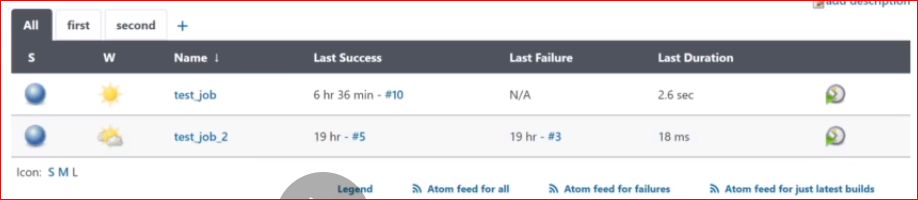 add description
All first second +
S W Name ↓ Last Success Last Failure Last Duration
test_job 6 hr 36 min - #10 N/A 2.6 sec
test_job_2 19 hr - #5 19 hr - #3 18 ms
Icon: S M L
Legend Atom feed for all Atom feed for failures Atom feed for just latest builds